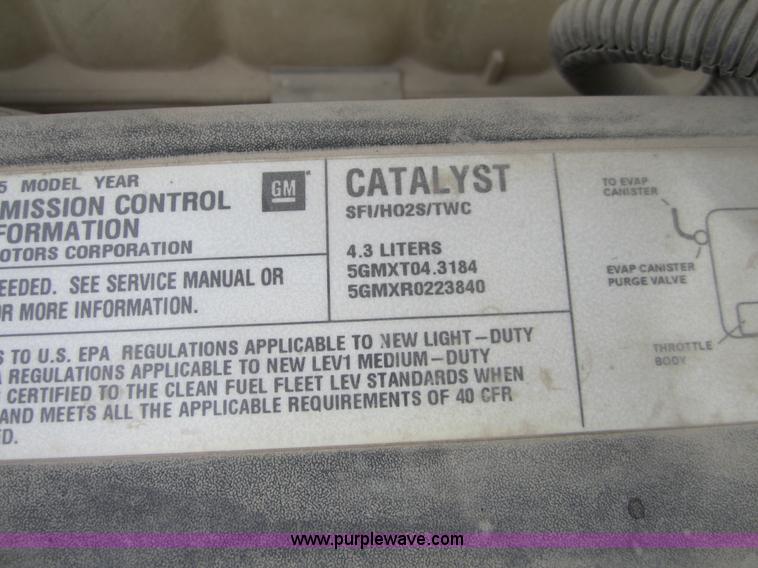 5 MODEL YEAR
MISSION CONTROL
FORMATION
OTORS CORPORATION
GM
EEDED. SEE SERVICE MANUAL OR
OR MORE INFORMATION.
CATALYST
SFI/HO2S/TWC
4.3 LITERS
5GMXT04.3184
5GMXR0223840
S TO U.S. EPA REGULATIONS APPLICABLE TO NEW LIGHT-DUTY
A REGULATIONS APPLICABLE TO NEW LEV1 MEDIUM-DUTY
CERTIFIED TO THE CLEAN FUEL FLEET LEV STANDARDS WHEN
AND MEETS ALL THE APPLICABLE REQUIREMENTS OF 40 CFR
ED.
TO EVAP
CANISTER
EVAP CANISTER
PURGE VALVE
THROTTLE
BODY
www.purplewave.com